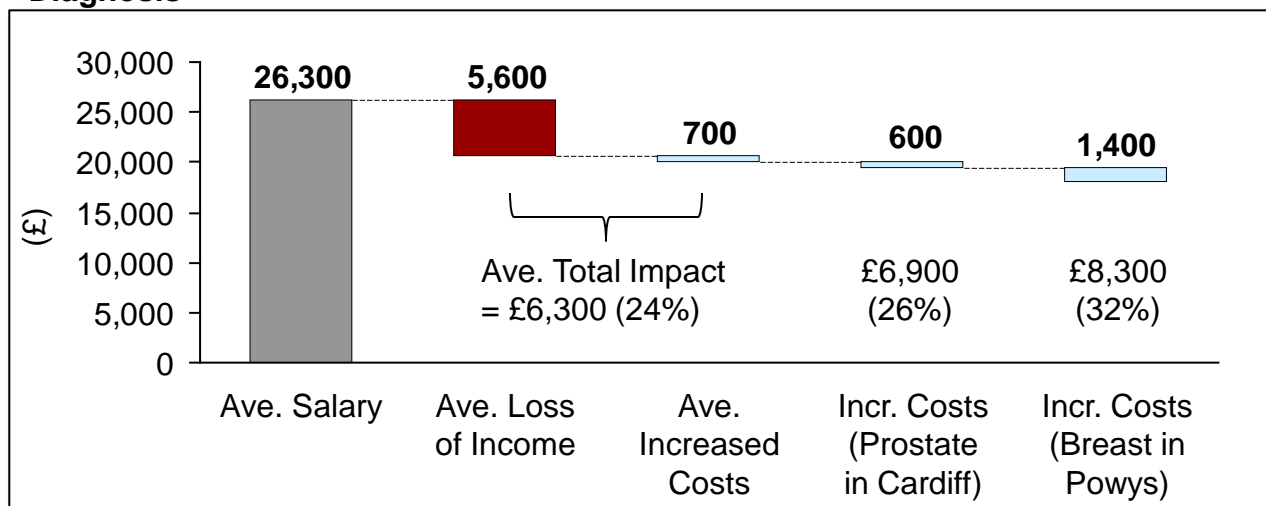 30,000
25,000
20,000
15,000
10,000
5,000
0
(£)
26,300
5,600
700
600
1,400
Ave. Total Impact
= £6,300 (24%)
£6,900
(26%)
£8,300
(32%)
Ave. Salary
Ave. Loss
of Income
Ave.
Increased
Costs
Incr. Costs
(Prostate
in Cardiff)
Incr. Costs
(Breast in
Powys)